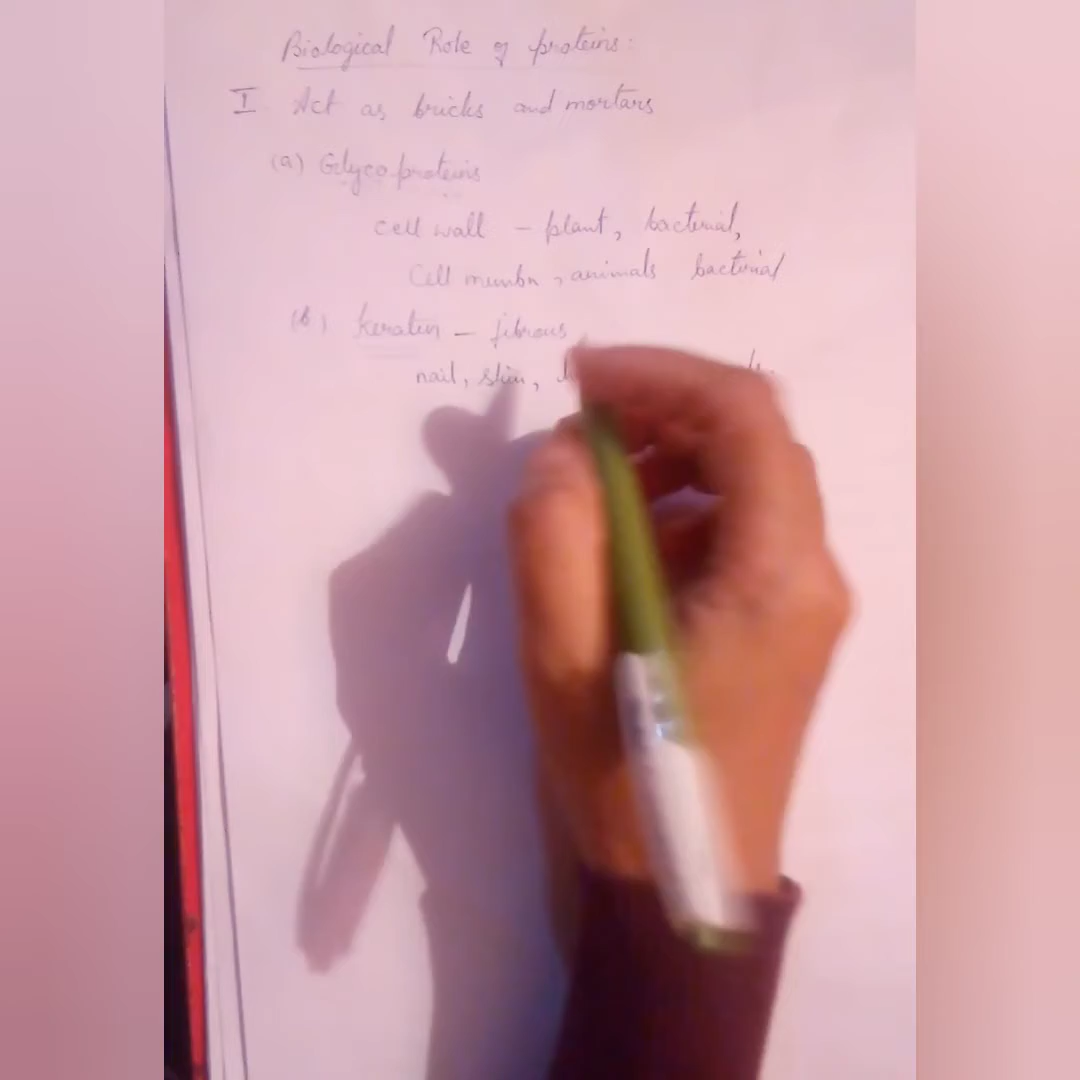 Biological Role of proteins:
I Act as bricks and mortars
(a) Glycoproteins
cell wall - plant, bacterial,
Cell membn, animals bacterial
(b) Keratin - fibrous
nail, skin,